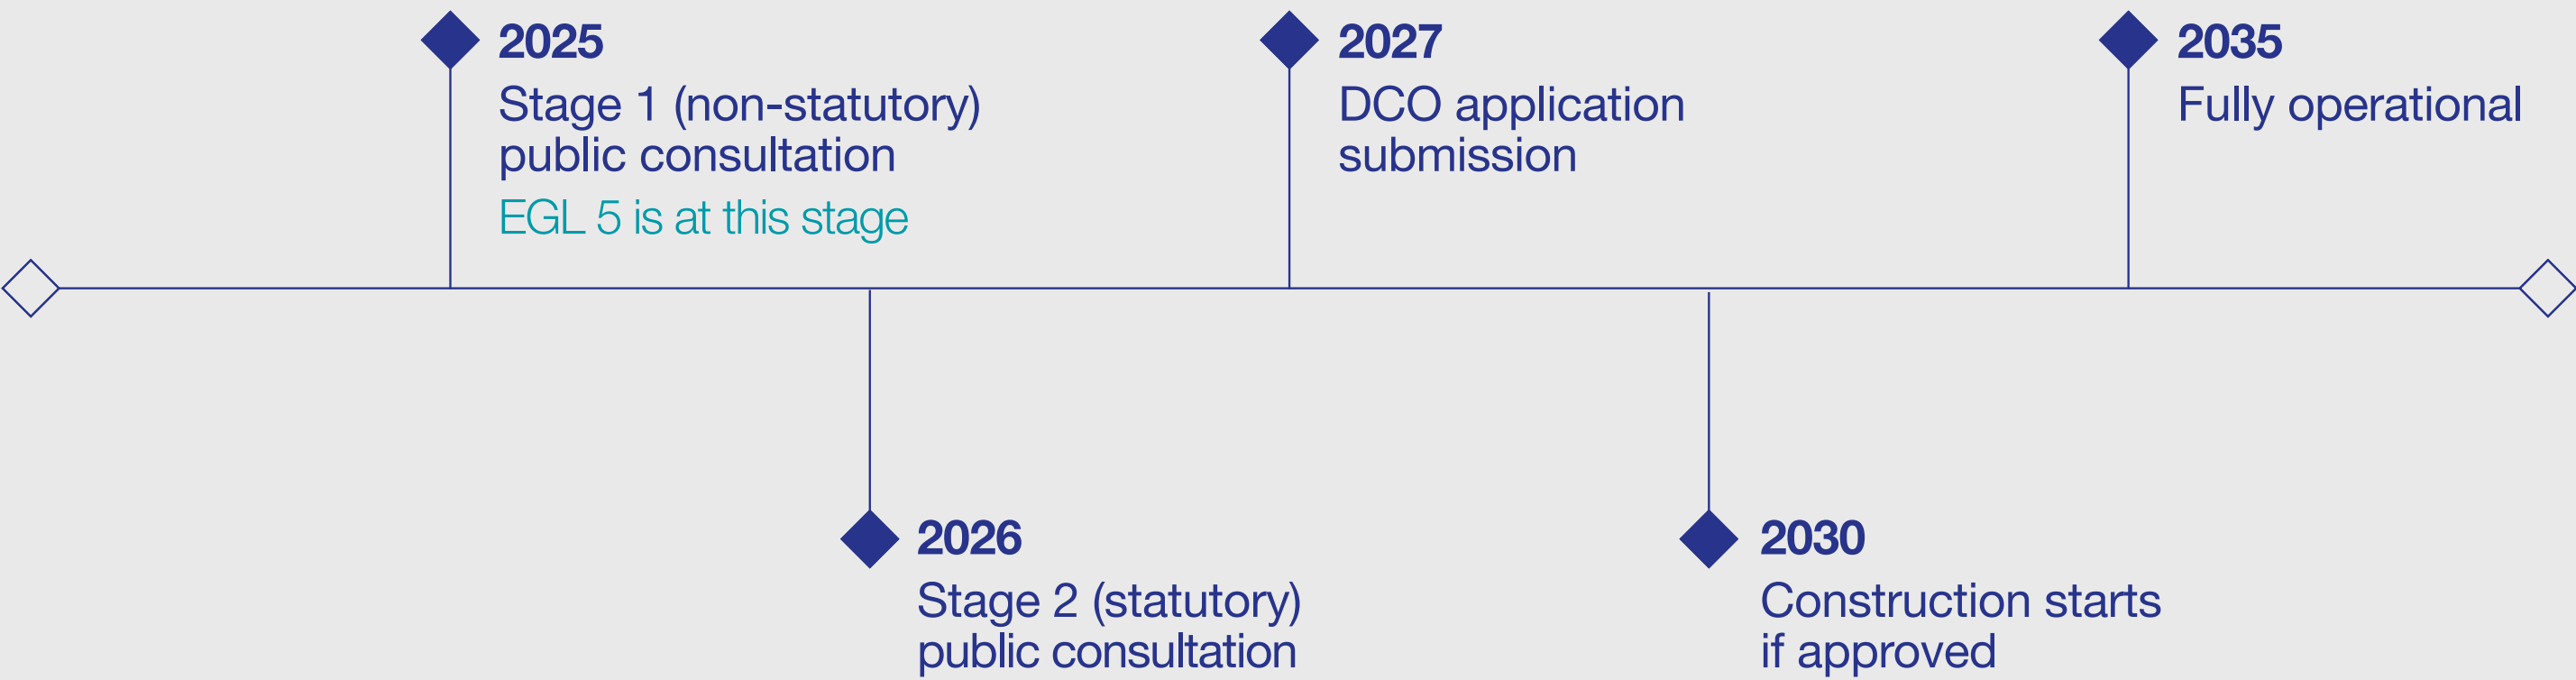 2025
Stage 1 (non-statutory)
public consultation
EGL 5 is at this stage
2026
Stage 2 (statutory)
public consultation
2027
DCO application
submission
2030
Construction starts
if approved
2035
Fully operational